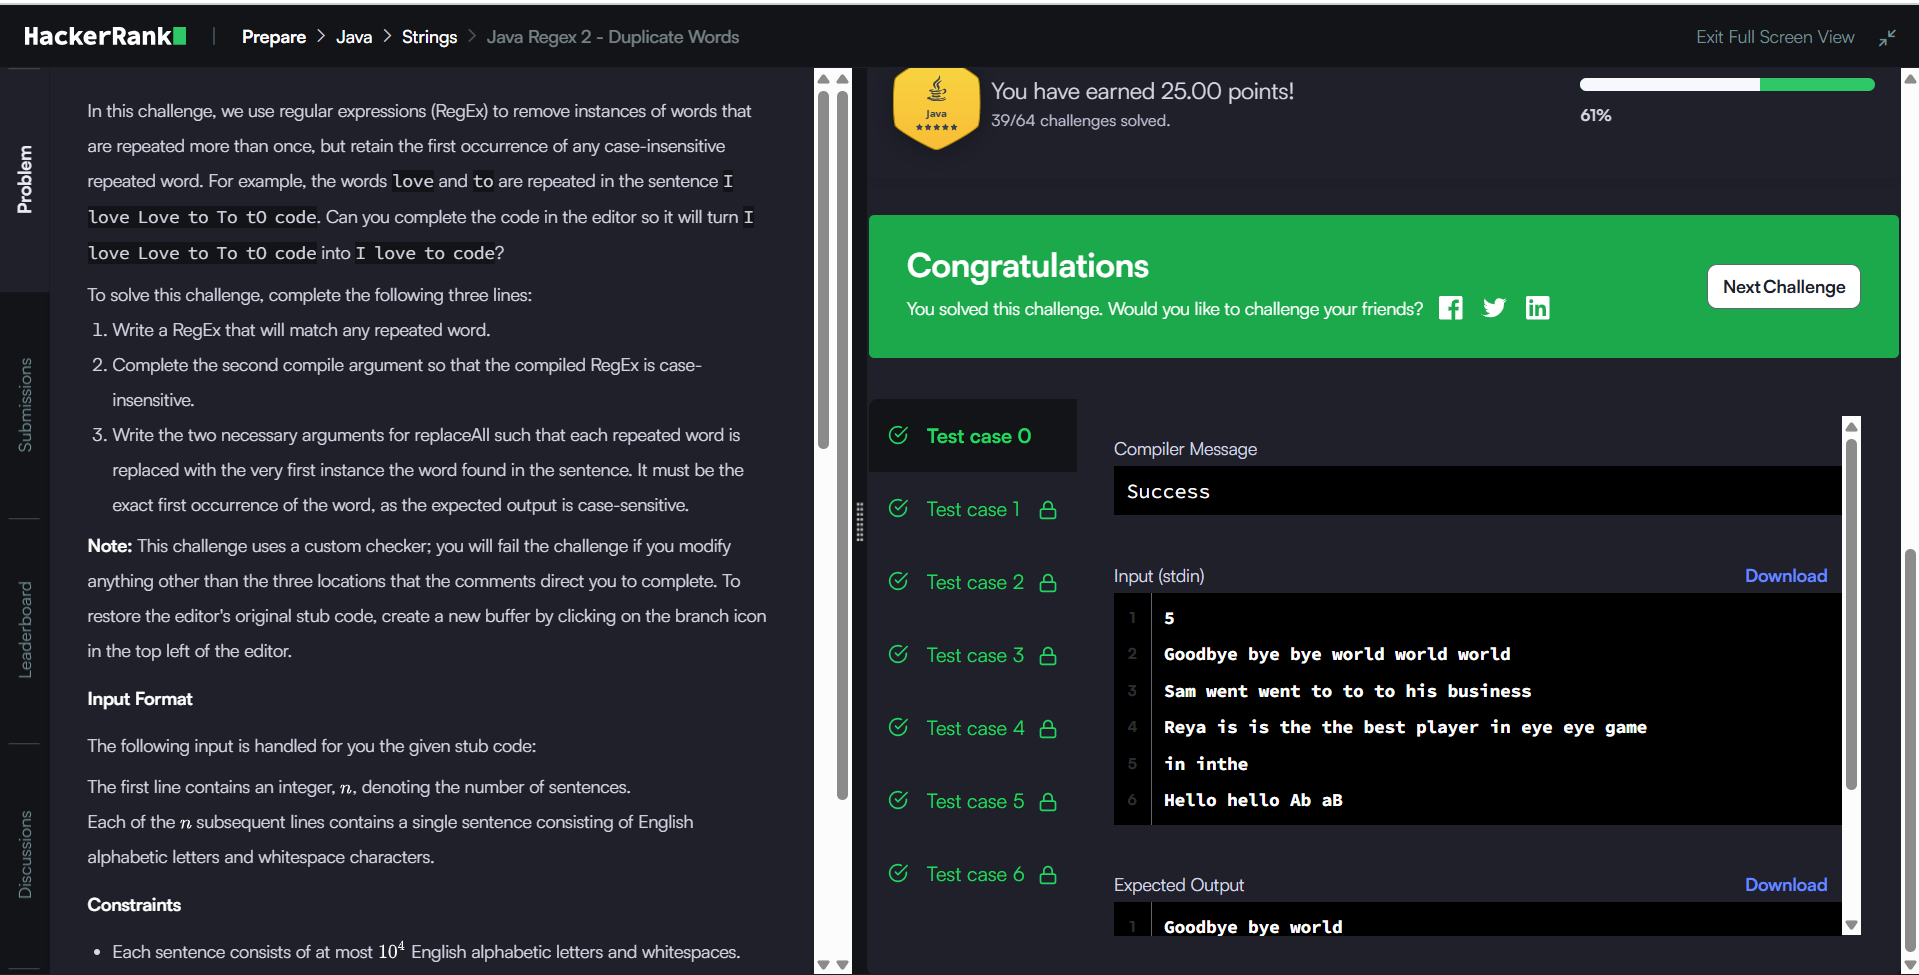 HackerRank
Prepare > Java > Strings > Java Regex 2 - Duplicate Words
Exit Full Screen View
Problem
Submissions
Leaderboard
Discussions
In this challenge, we use regular expressions (RegEx) to remove instances of words that
are repeated more than once, but retain the first occurrence of any case-insensitive
repeated word. For example, the words love and to are repeated in the sentence I
love Love to To tO code. Can you complete the code in the editor so it will turn I
love Love to To tO code into I love to code?
To solve this challenge, complete the following three lines:
1. Write a RegEx that will match any repeated word.
2. Complete the second compile argument so that the compiled RegEx is case-
insensitive.
3. Write the two necessary arguments for replaceAll such that each repeated word is
replaced with the very first instance the word found in the sentence. It must be the
exact first occurrence of the word, as the expected output is case-sensitive.
Note: This challenge uses a custom checker; you will fail the challenge if you modify
anything other than the three locations that the comments direct you to complete. To
restore the editor's original stub code, create a new buffer by clicking on the branch icon
in the top left of the editor.
Input Format
The following input is handled for you the given stub code:
The first line contains an integer, n, denoting the number of sentences.
Each of the n subsequent lines contains a single sentence consisting of English
alphabetic letters and whitespace characters.
Constraints
• Each sentence consists of at most 10⁴ English alphabetic letters and whitespaces.
Java
You have earned 25.00 points!
39/64 challenges solved.
61%
Congratulations
You solved this challenge. Would you like to challenge your friends?
Next Challenge
Test case 0
Test case 1
Test case 2
Test case 3
Test case 4
Test case 5
Test case 6
Compiler Message
Success
Input (stdin)
Download
1 5
2 Goodbye bye bye world world world
3 Sam went went to to to his business
4 Reya is is the the best player in eye eye game
5 in inthe
6 Hello hello Ab aB
Expected Output
Download
1 Goodbye bye world